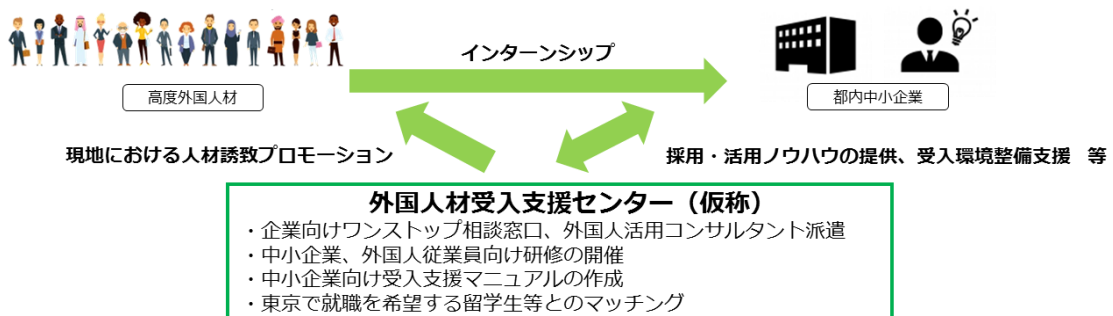 インターンシップ
高度外国人材
都内中小企業
現地における人材誘致プロモーション
採用・活用ノウハウの提供、受入環境整備支援 等
外国人材受入支援センター（仮称）
・企業向けワンストップ相談窓口、外国人活用コンサルタント派遣
・中小企業、外国人従業員向け研修の開催
・中小企業向け受入支援マニュアルの作成
・東京で就職を希望する留学生等とのマッチング